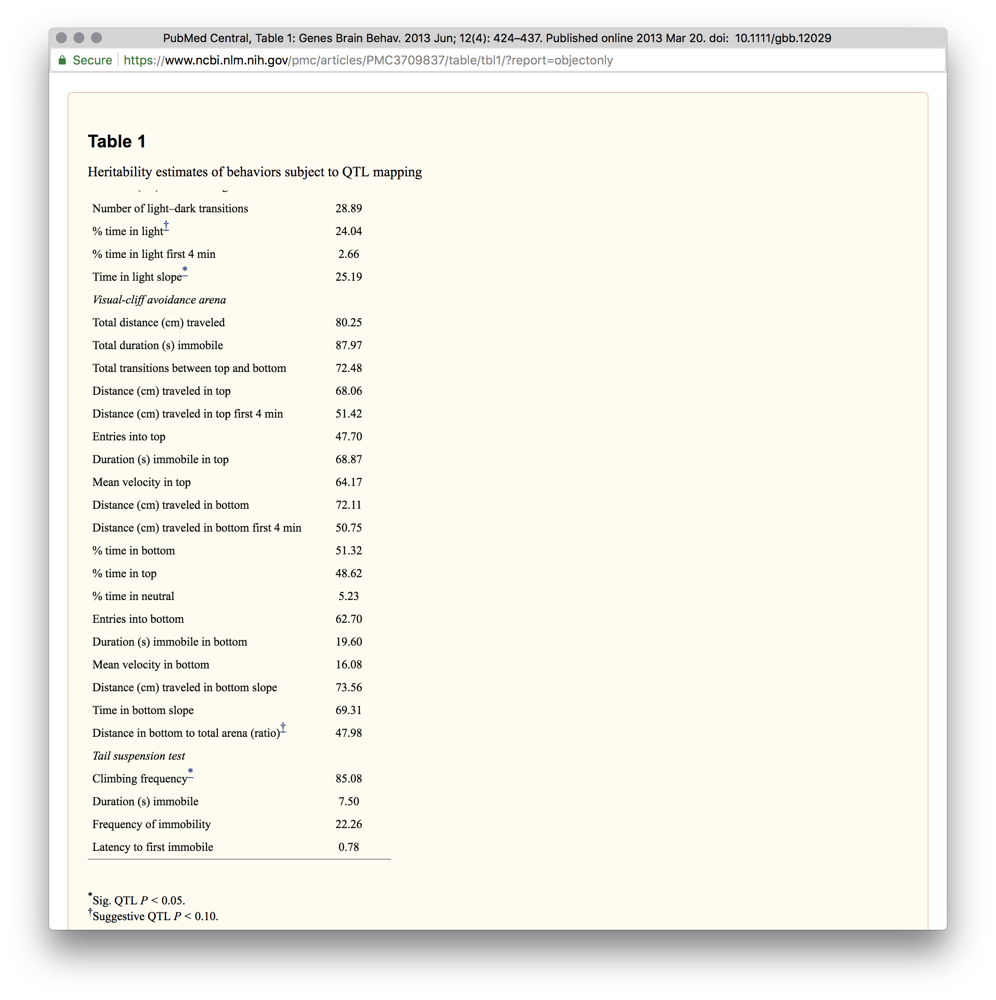 PubMed Central, Table 1: Genes Brain Behav. 2013 Jun; 12(4): 424–437. Published online 2013 Mar 20. doi: 10.1111/gbb.12029
Secure https://www.ncbi.nlm.nih.gov/pmc/articles/PMC3709837/table/tbl1/?report=objectonly
Table 1
Heritability estimates of behaviors subject to QTL mapping
Number of light–dark transitions 28.89
% time in light† 24.04
% time in light first 4 min 2.66
Time in light slope* 25.19
Visual-cliff avoidance arena
Total distance (cm) traveled 80.25
Total duration (s) immobile 87.97
Total transitions between top and bottom 72.48
Distance (cm) traveled in top 68.06
Distance (cm) traveled in top first 4 min 51.42
Entries into top 47.70
Duration (s) immobile in top 68.87
Mean velocity in top 64.17
Distance (cm) traveled in bottom 72.11
Distance (cm) traveled in bottom first 4 min 50.75
% time in bottom 51.32
% time in top 48.62
% time in neutral 5.23
Entries into bottom 62.70
Duration (s) immobile in bottom 19.60
Mean velocity in bottom 16.08
Distance (cm) traveled in bottom slope 73.56
Time in bottom slope 69.31
Distance in bottom to total arena (ratio)† 47.98
Tail suspension test
Climbing frequency* 85.08
Duration (s) immobile 7.50
Frequency of immobility 22.26
Latency to first immobile 0.78
*Sig. QTL P < 0.05.
†Suggestive QTL P < 0.10.